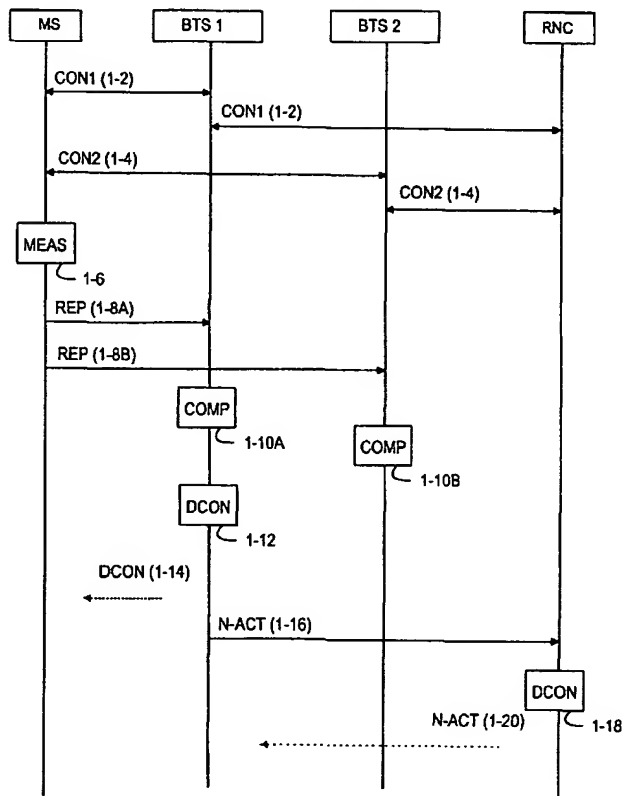 MS BTS 1 BTS 2 RNC
CON1 (1-2)
CON1 (1-2)
CON2 (1-4)
CON2 (1-4)
MEAS
1-6
REP (1-8A)
REP (1-8B)
COMP
1-10A
COMP
1-10B
DCON
1-12
DCON (1-14)
N-ACT (1-16)
DCON
1-18
N-ACT (1-20)